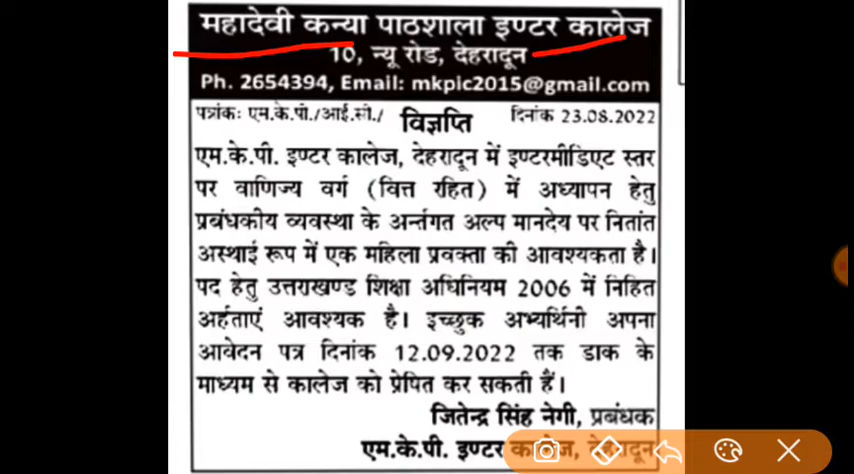 महादेवी कन्या पाठशाला इण्टर कालेज
10, न्यू रोड, देहरादून
Ph. 2654394, Email: mkpic2015@gmail.com
पत्रांकः एम.के.पी./आई.सी./ विज्ञप्ति दिनांक 23.08.2022
एम.के.पी. इण्टर कालेज, देहरादून में इण्टरमीडिएट स्तर
पर वाणिज्य वर्ग (वित्त रहित) में अध्यापन हेतु
प्रबंधकीय व्यवस्था के अर्न्तगत अल्प मानदेय पर नितांत
अस्थाई रूप में एक महिला प्रवक्ता की आवश्यकता है।
पद हेतु उत्तराखण्ड शिक्षा अधिनियम 2006 में निहित
अर्हताएं आवश्यक है। इच्छुक अभ्यर्थिनी अपना
आवेदन पत्र दिनांक 12.09.2022 तक डाक के
माध्यम से कालेज को प्रेषित कर सकती हैं।
जितेन्द्र सिंह नेगी, प्रबंधक
एम.के.पी. इण्टर कालेज, देहरादून